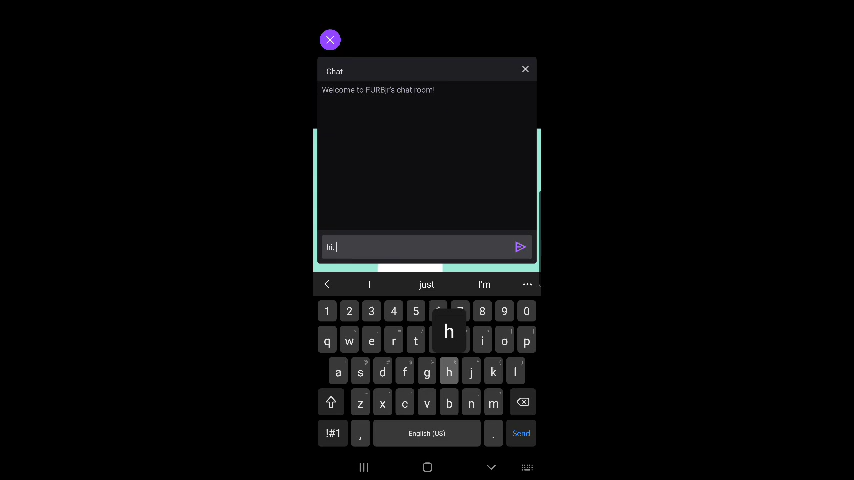 Chat
Welcome to FURBjr's chat room!
hi.
I just I'm
1 2 3 4 5 8 9 0
q w e r t i o p
h
a s d f g h j k l
z x c v b n m
!#1 , English (US) . Send